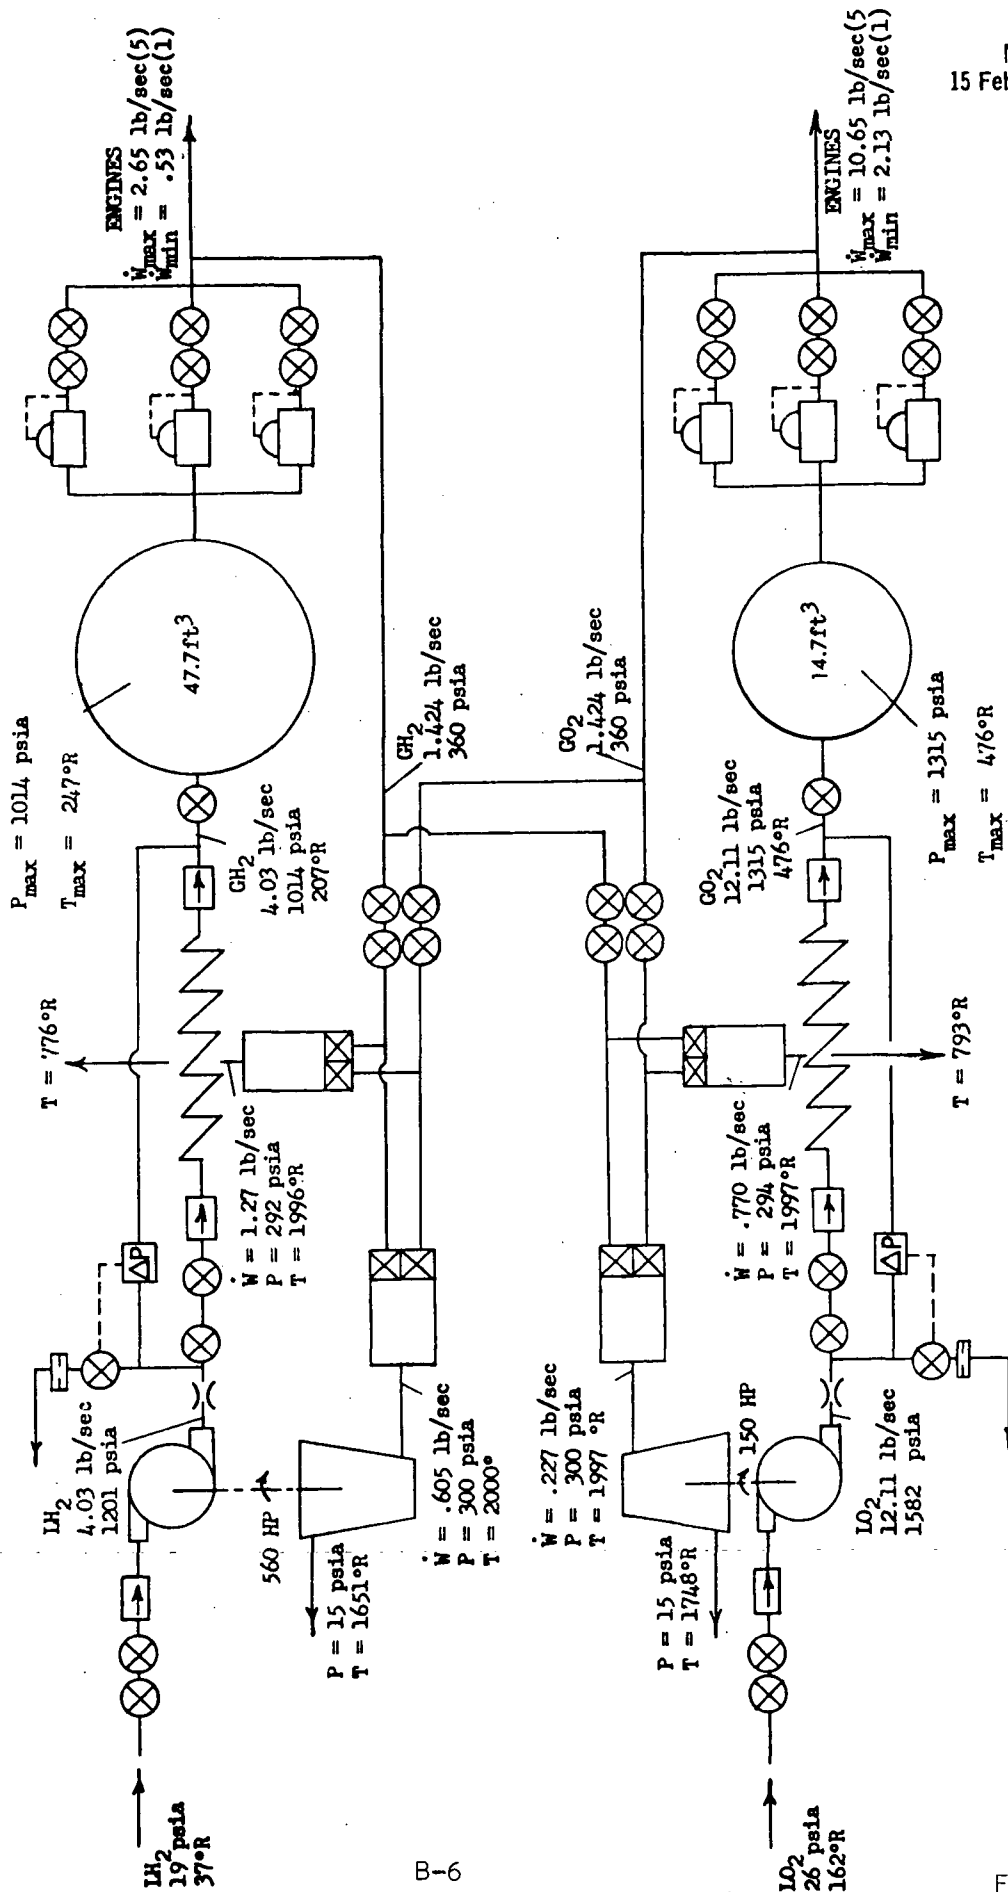 LH2
19 psia
37°R
LH2
4.03 lb/sec
1201 psia
ΔP
T = 776°R
560 HP
P = 15 psia
T = 1651°R
Ẇ = .605 lb/sec
P = 300 psia
T = 2000°
Ẇ = 1.27 lb/sec
P = 292 psia
T = 1996°R
GH2
4.03 lb/sec
1014 psia
207°R
Pmax = 1014 psia
Tmax = 247°R
47.7ft3
ENGINES
Ẇmax = 2.65 lb/sec(5)
Ẇmin = .53 lb/sec(1)
GH2
1.424 lb/sec
360 psia
GO2
1.424 lb/sec
360 psia
LO2
26 psia
162°R
P = 15 psia
T = 1748°R
150 HP
Ẇ = .227 lb/sec
P = 300 psia
T = 1997 °R
LO2
12.11 lb/sec
1582 psia
ΔP
Ẇ = .770 lb/sec
P = 294 psia
T = 1997°R
T = 793°R
GO2
12.11 lb/sec
1315 psia
476°R
14.7ft3
Pmax = 1315 psia
Tmax = 476°R
ENGINES
Ẇmax = 10.65 lb/sec(5
Ẇmin = 2.13 lb/sec(1)
15 Feb
B-6